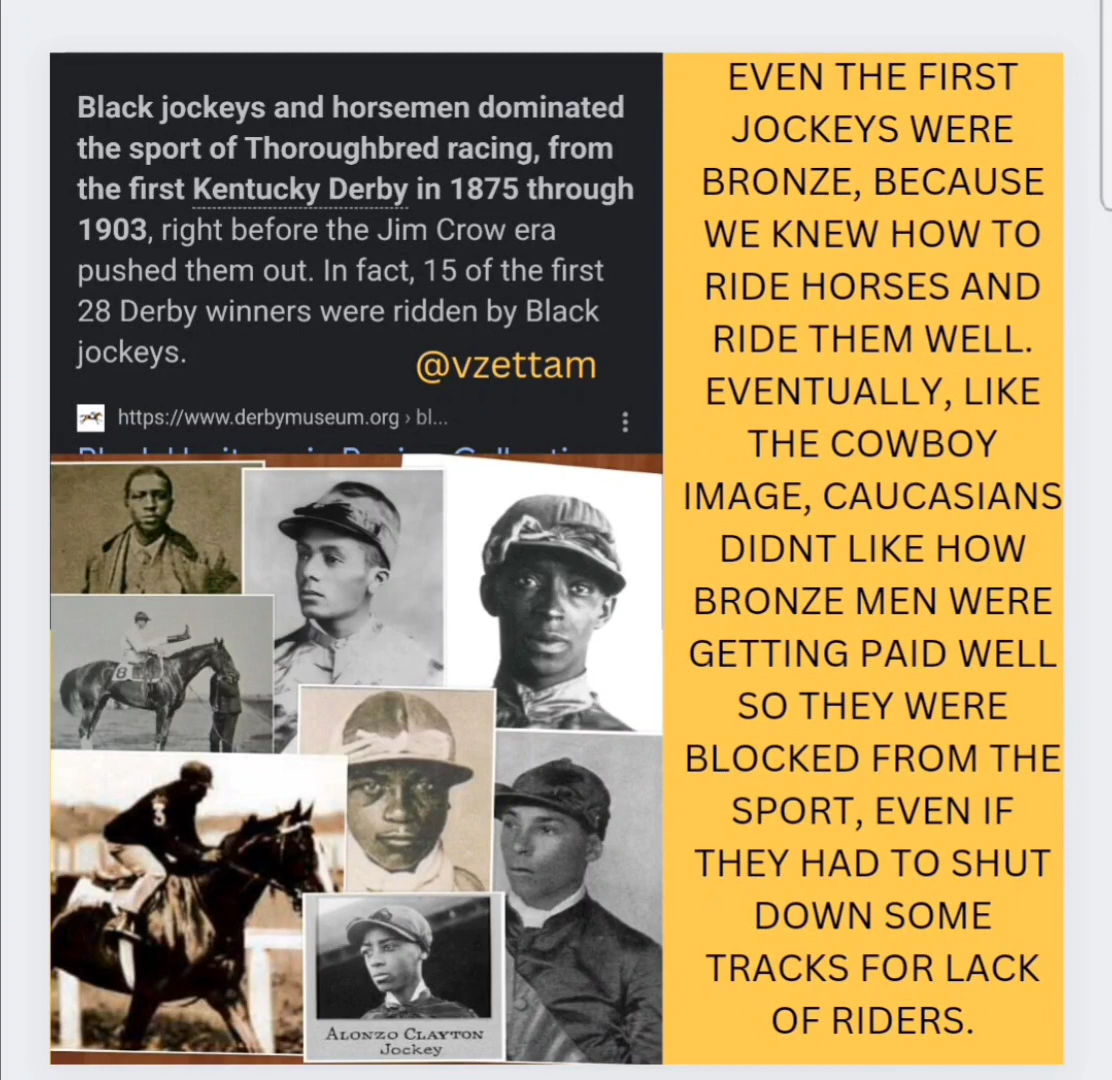 Black jockeys and horsemen dominated
the sport of Thoroughbred racing, from
the first Kentucky Derby in 1875 through
1903, right before the Jim Crow era
pushed them out. In fact, 15 of the first
28 Derby winners were ridden by Black
jockeys.
@vzettam
https://www.derbymuseum.org › bl...
8
3
ALONZO CLAYTON
Jockey
EVEN THE FIRST
JOCKEYS WERE
BRONZE, BECAUSE
WE KNEW HOW TO
RIDE HORSES AND
RIDE THEM WELL.
EVENTUALLY, LIKE
THE COWBOY
IMAGE, CAUCASIANS
DIDNT LIKE HOW
BRONZE MEN WERE
GETTING PAID WELL
SO THEY WERE
BLOCKED FROM THE
SPORT, EVEN IF
THEY HAD TO SHUT
DOWN SOME
TRACKS FOR LACK
OF RIDERS.